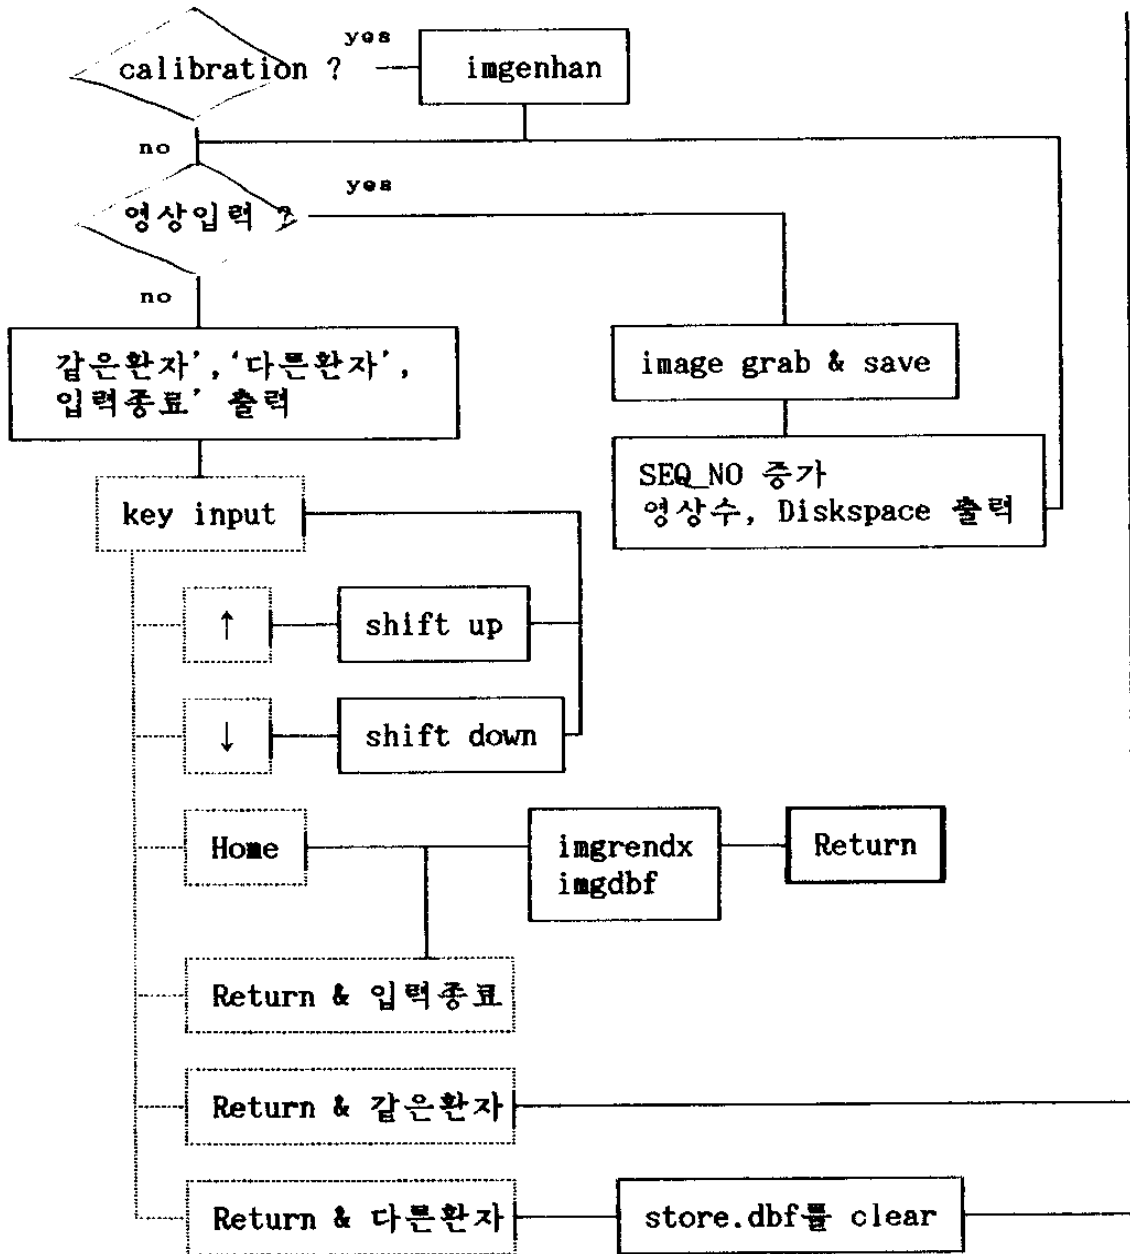 yes
calibration ?
imgenhan
no
yes
영상입력 ?
no
같은환자’, ‘다른환자’,
입력종료’ 출력
image grab & save
SEQ_NO 증가
영상수, Diskspace 출력
key input
↑
shift up
↓
shift down
Home
imgrendx
imgdbf
Return
Return & 입력종료
Return & 같은환자
Return & 다른환자
store.dbf를 clear